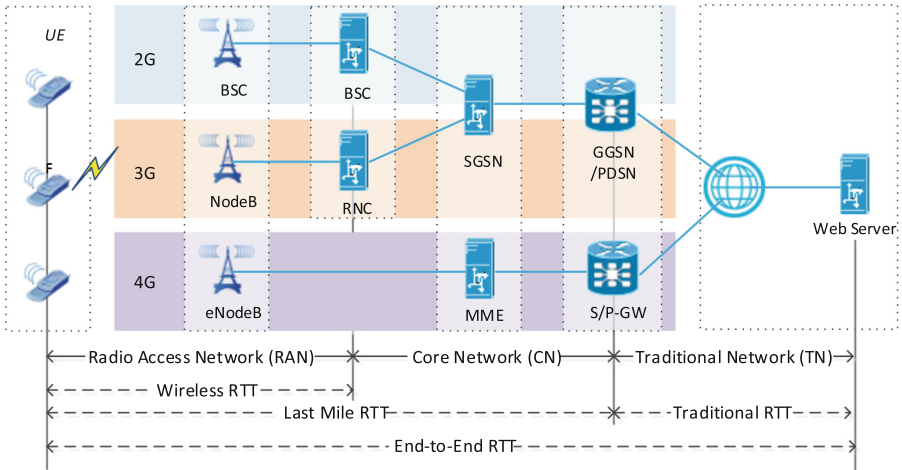 UE
2G
BSC
BSC
SGSN
GGSN
/PDSN
F
3G
NodeB
RNC
Web Server
4G
eNodeB
MME
S/P-GW
Radio Access Network (RAN)
Core Network (CN)
Traditional Network (TN)
Wireless RTT
Last Mile RTT
Traditional RTT
End-to-End RTT